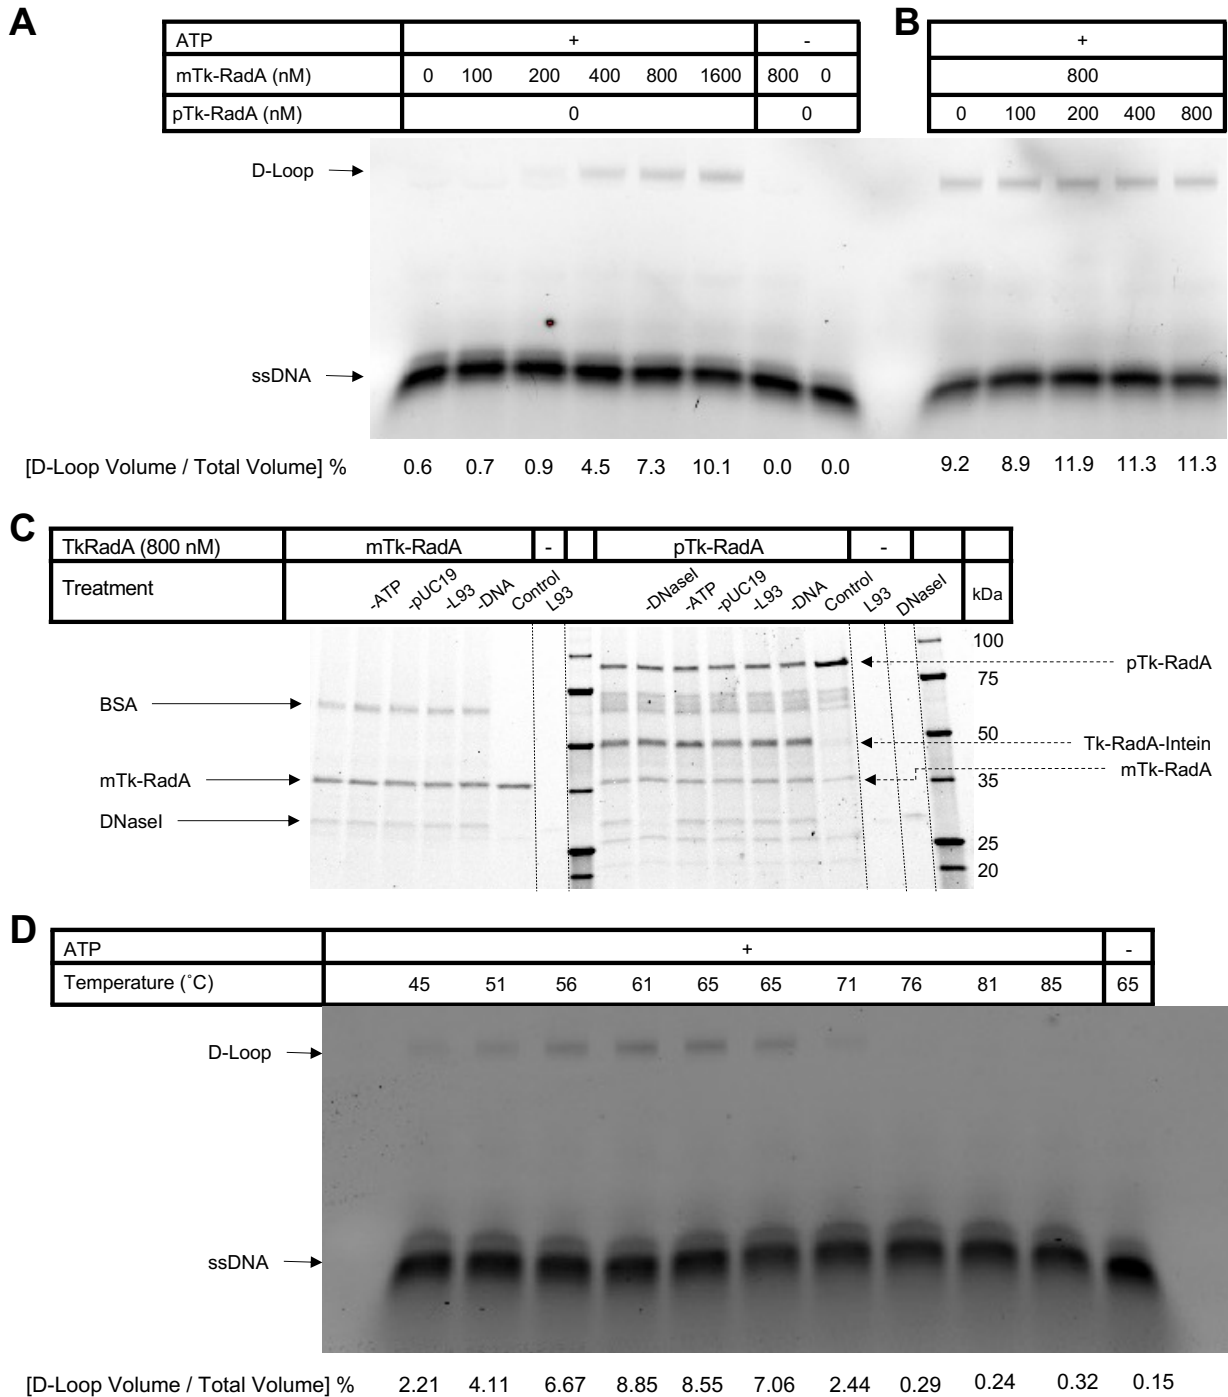 A
ATP + -
mTk-RadA (nM) 0 100 200 400 800 1600 800 0
pTk-RadA (nM) 0 0
B
+
800
0 100 200 400 800
D-Loop
ssDNA
[D-Loop Volume / Total Volume] % 0.6 0.7 0.9 4.5 7.3 10.1 0.0 0.0 9.2 8.9 11.9 11.3 11.3
C
TkRadA (800 nM) mTk-RadA - pTk-RadA -
Treatment -ATP -pUC19 -L93 -DNA Control L93 -DNaseI -ATP -pUC19 -L93 -DNA Control L93 DNaseI kDa
100
pTk-RadA
75
BSA
50
Tk-RadA-Intein
mTk-RadA
mTk-RadA
35
DNaseI
25
20
D
ATP + -
Temperature (˚C) 45 51 56 61 65 65 71 76 81 85 65
D-Loop
ssDNA
[D-Loop Volume / Total Volume] % 2.21 4.11 6.67 8.85 8.55 7.06 2.44 0.29 0.24 0.32 0.15